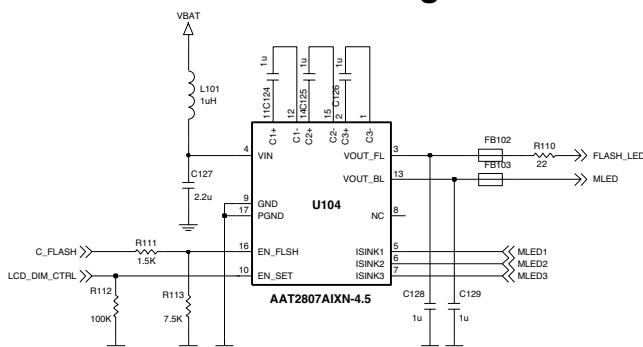 g
VBAT
L101
1uH
1u
C124
11
12
1u
C125
14
15
1u
C126
2
1
C1+
C1-
C2+
C2-
C3+
C3-
4
VIN
VOUT_FL
3
FB102
R110
22
FLASH_LED
C127
2.2u
VOUT_BL
13
FB103
MLED
9
GND
17
PGND
U104
NC
8
C_FLASH
R111
1.5K
16
EN_FLSH
ISINK1
5
MLED1
ISINK2
6
MLED2
LCD_DIM_CTRL
10
EN_SET
ISINK3
7
MLED3
R112
100K
R113
7.5K
AAT2807AIXN-4.5
C128
1u
C129
1u